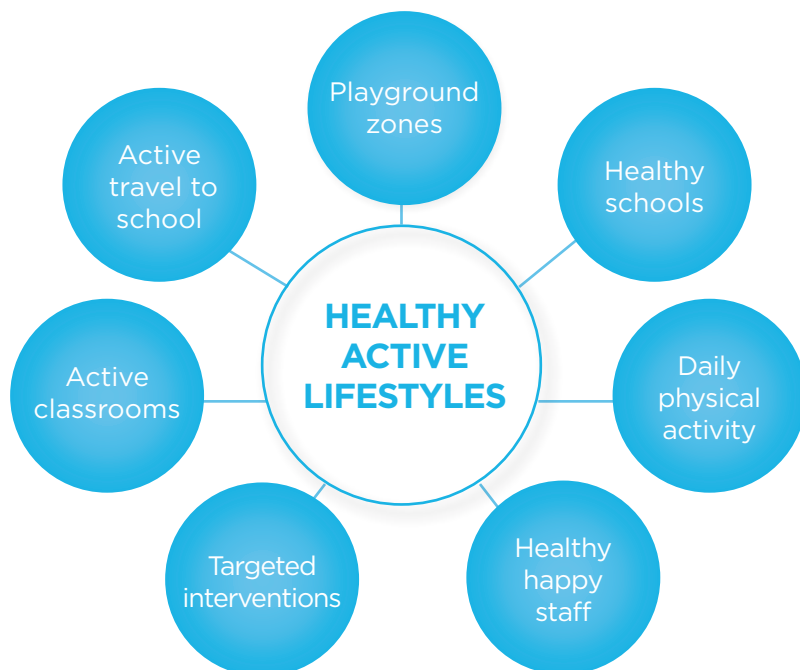 Playground
zones
Active
travel to
school
Healthy
schools
HEALTHY
ACTIVE
LIFESTYLES
Active
classrooms
Daily
physical
activity
Targeted
interventions
Healthy
happy
staff